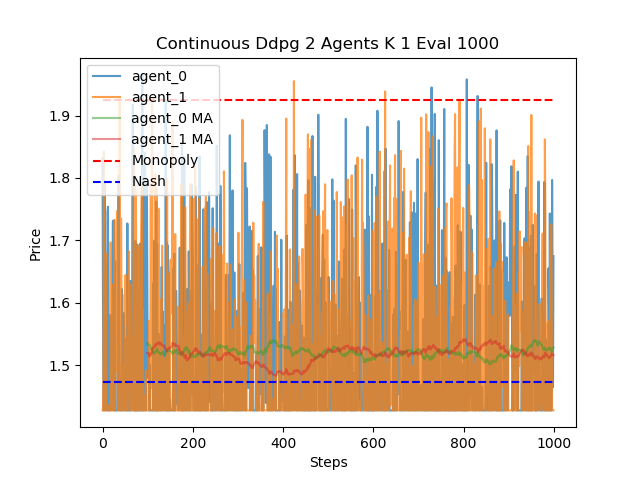 Continuous Ddpg 2 Agents K 1 Eval 1000
agent_0
agent_1
agent_0 MA
agent_1 MA
Monopoly
Nash
Price
1.9
1.8
1.7
1.6
1.5
0
200
400
600
800
1000
Steps